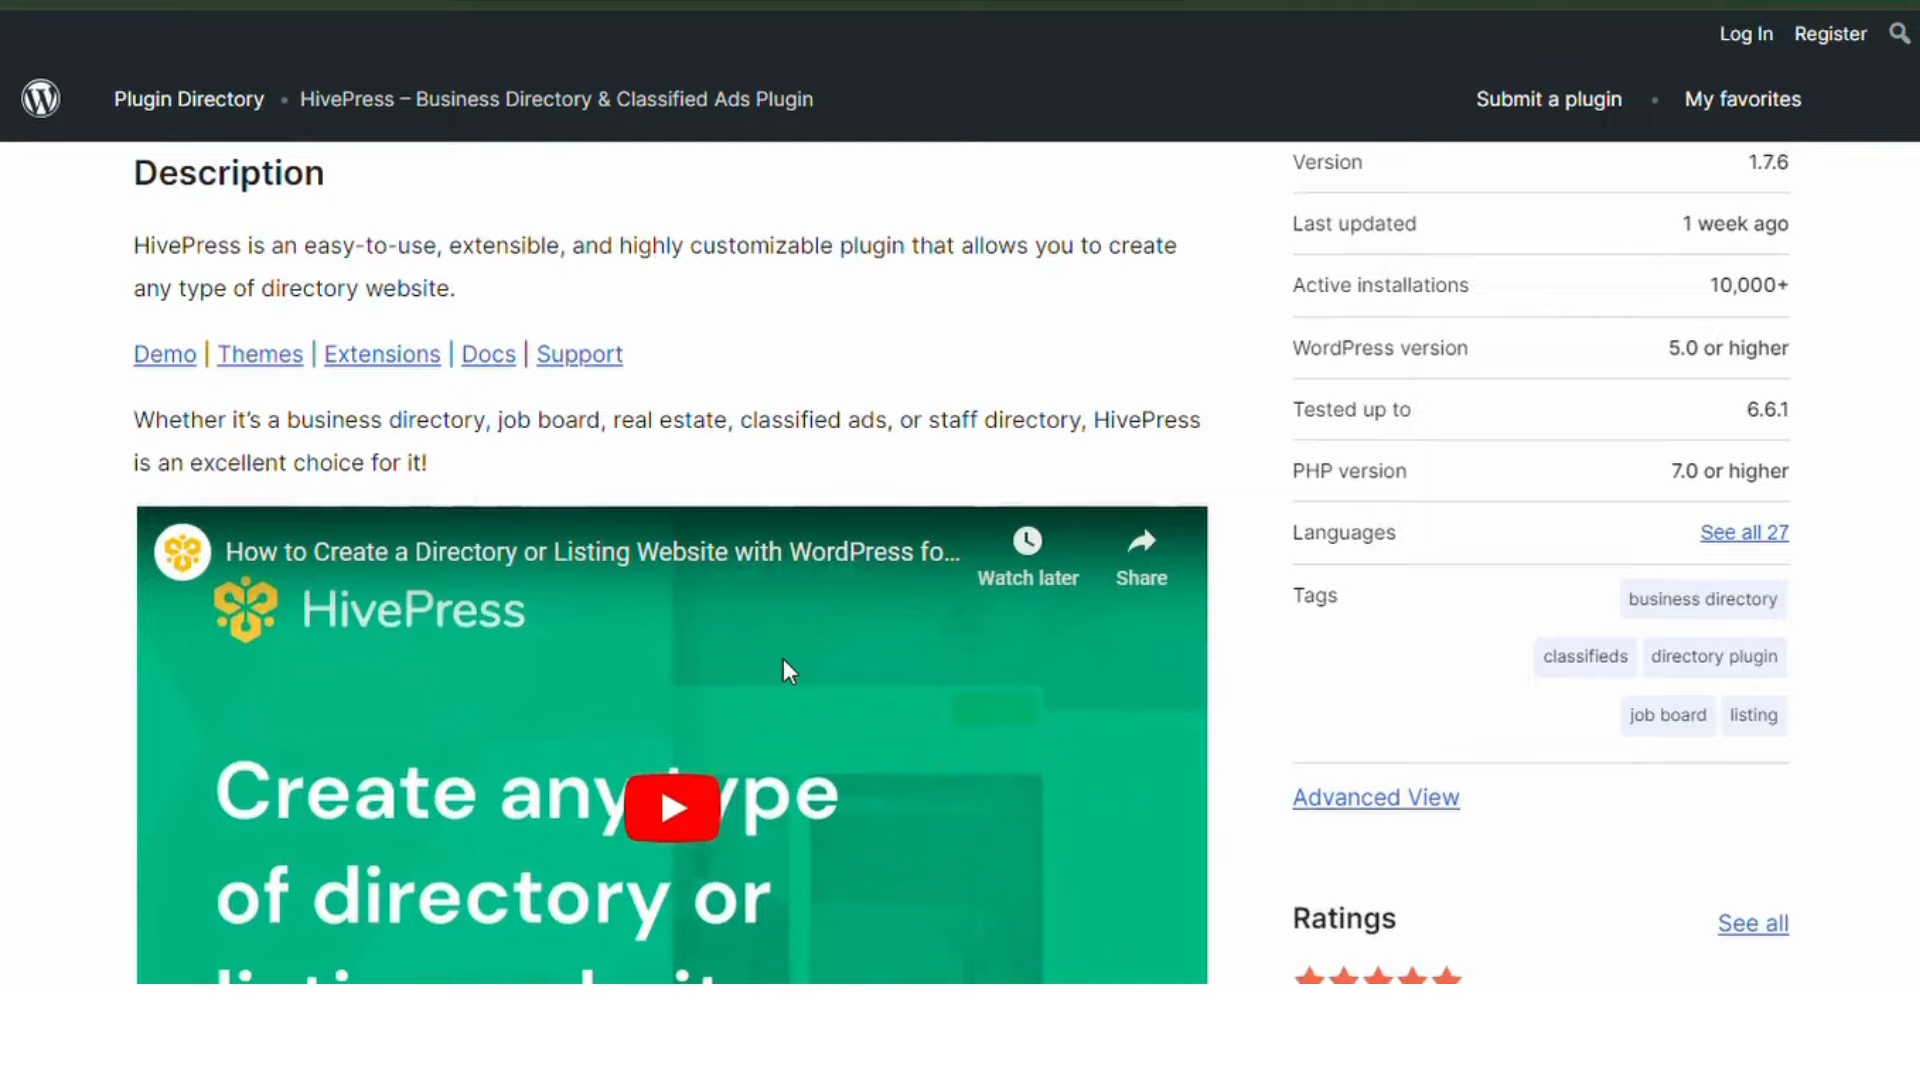 Log In Register
Plugin Directory • HivePress – Business Directory & Classified Ads Plugin
Submit a plugin • My favorites
Description
HivePress is an easy-to-use, extensible, and highly customizable plugin that allows you to create
any type of directory website.
Demo | Themes | Extensions | Docs | Support
Whether it’s a business directory, job board, real estate, classified ads, or staff directory, HivePress
is an excellent choice for it!
How to Create a Directory or Listing Website with WordPress fo...
Watch later
Share
HivePress
Create any type
of directory or
Version 1.7.6
Last updated 1 week ago
Active installations 10,000+
WordPress version 5.0 or higher
Tested up to 6.6.1
PHP version 7.0 or higher
Languages See all 27
Tags business directory
classifieds directory plugin
job board listing
Advanced View
Ratings See all